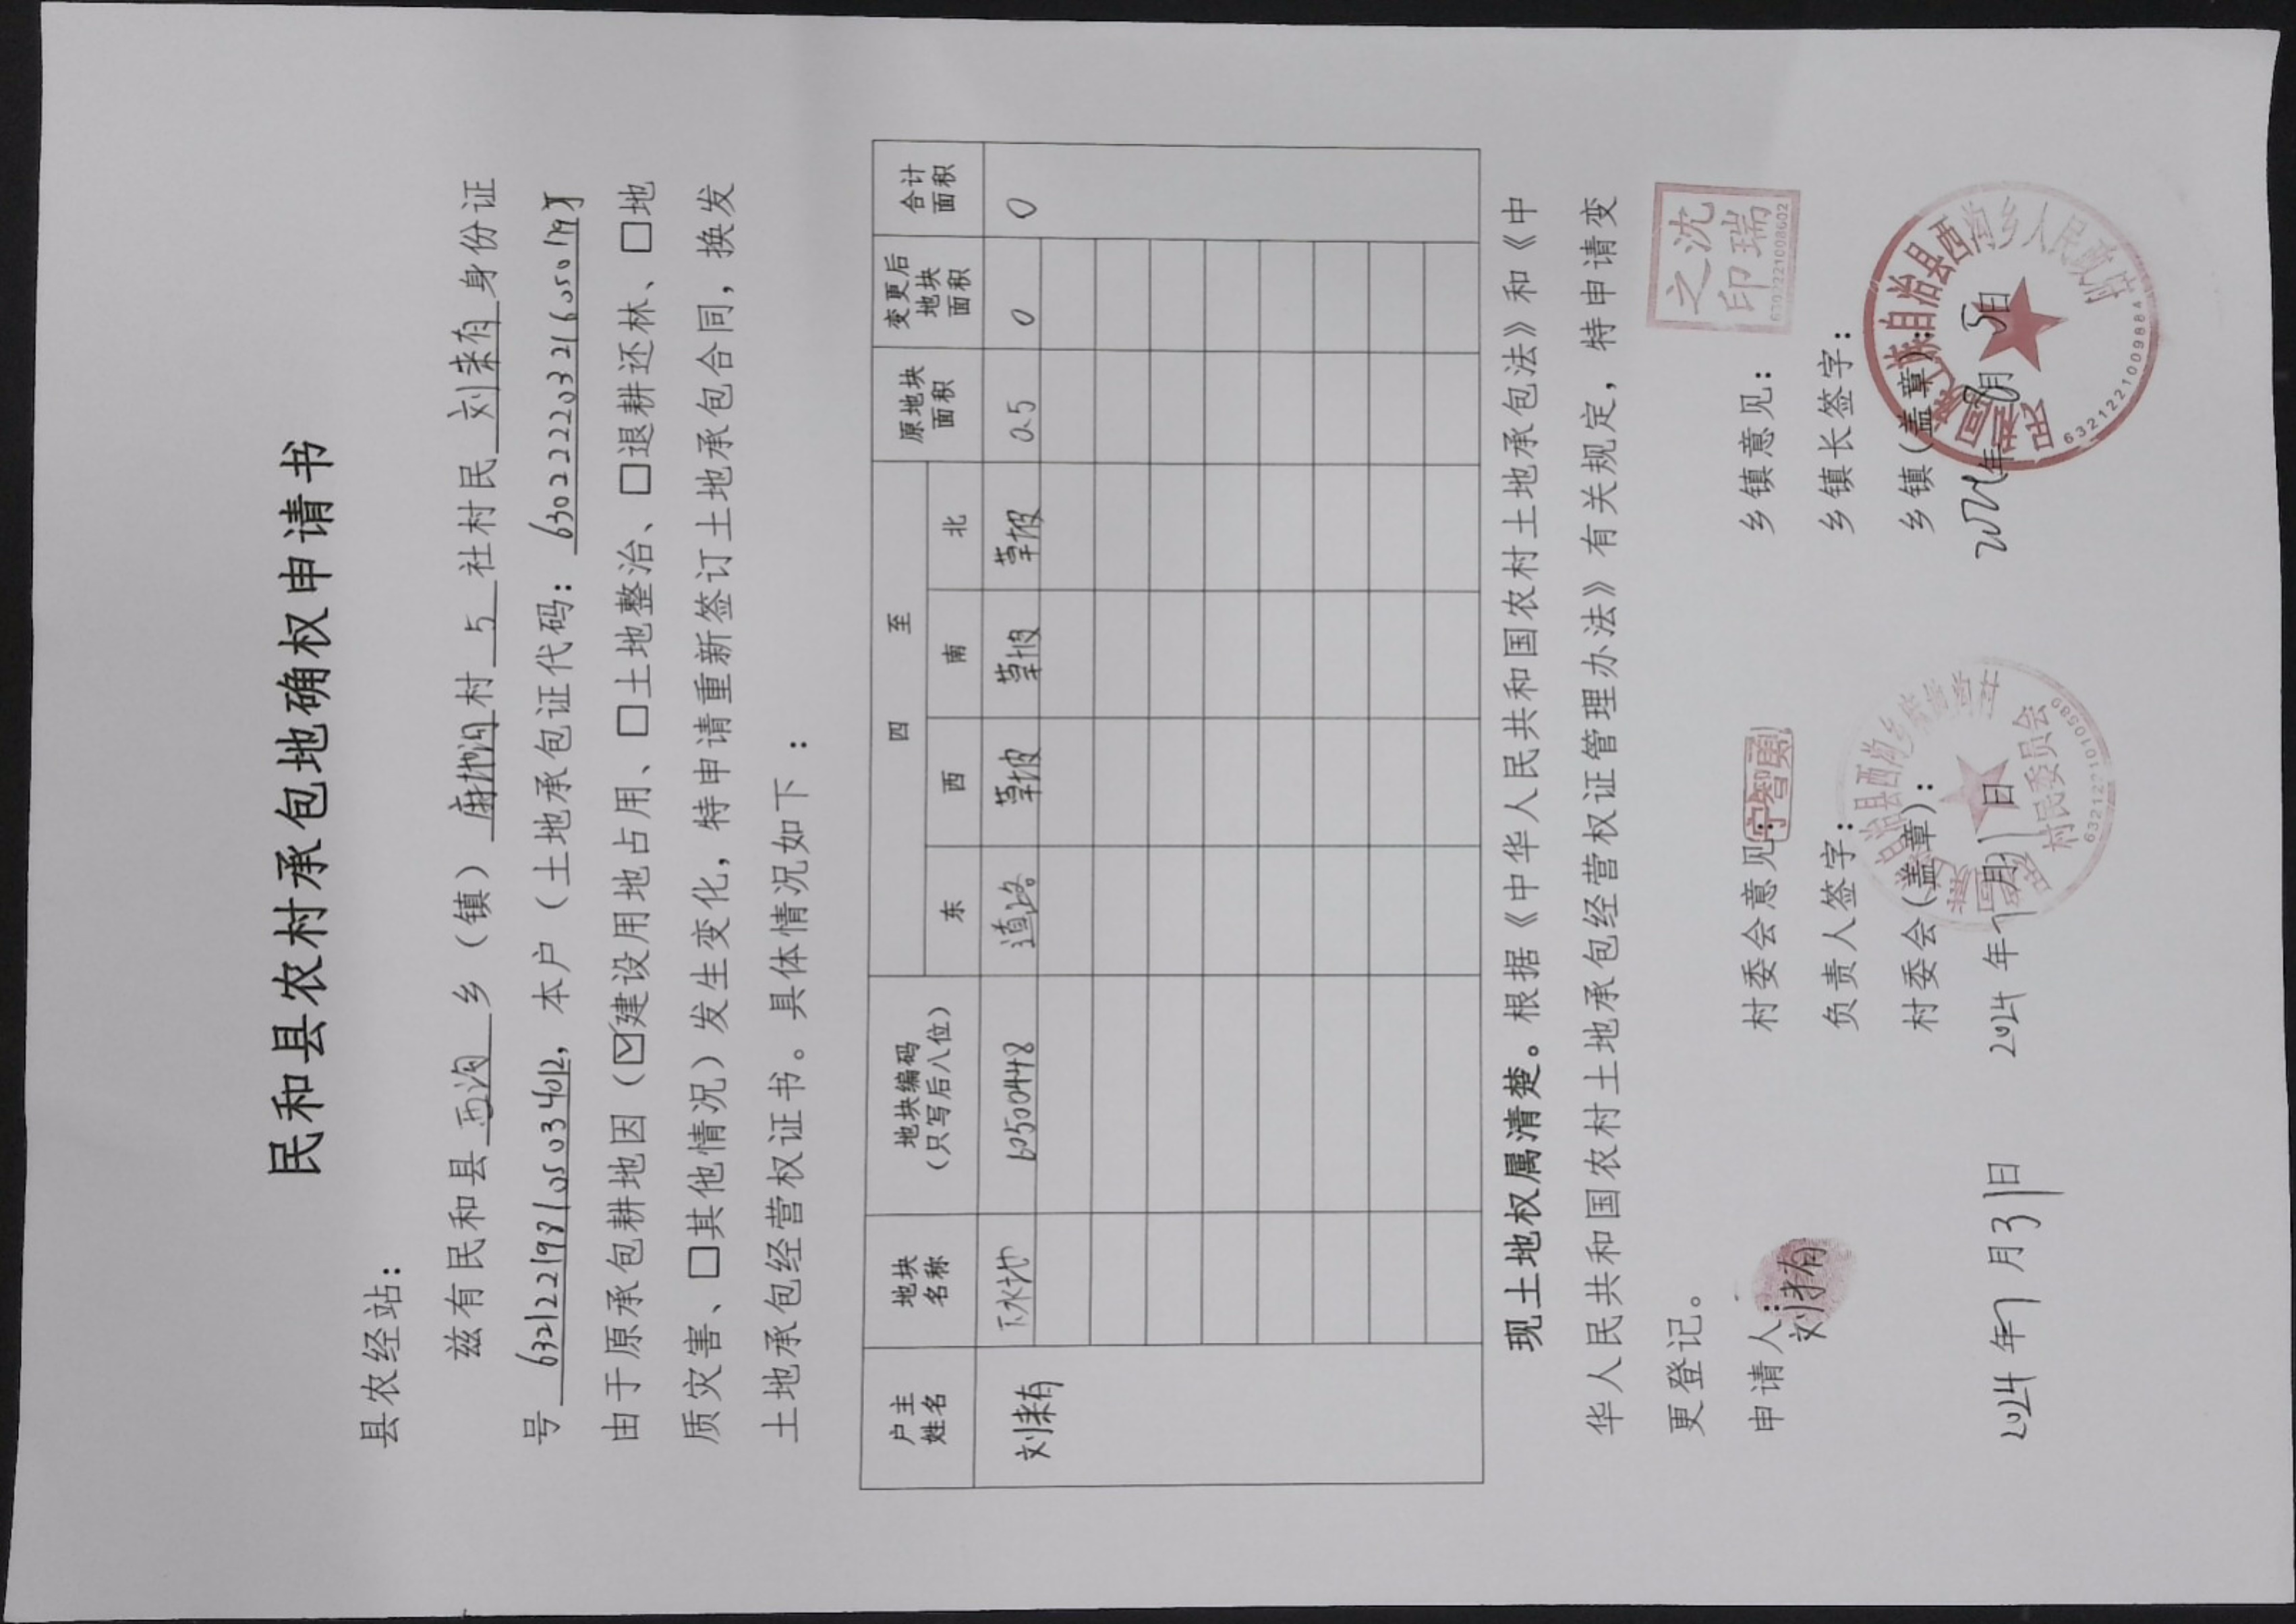 民和县农村承包地确权申请书
县农经站：
兹有民和县 西沟 乡（镇） 麻地沟 村 5 社村民 刘来有 身份证
号 632122198105034012，本户（土地承包证代码：
由于原承包耕地因（☑建设用地占用、□土地整治、□退耕还林、□地
质灾害、□其他情况）发生变化，特申请重新签订土地承包合同，换发
土地承包经营权证书。具体情况如下 ：
户主姓名 地块名称 地块编码（只写后八位） 四 至 原地块面积 变更后地块面积 合计面积
东 西 南 北
刘来有 下水地 60500448 道路 草坡 草坡 草坡 0.5 0 0
现土地权属清楚。根据《中华人民共和国农村土地承包法》和《中
华人民共和国农村土地承包经营权证管理办法》有关规定，特申请变
更登记。
沈瑞之印
6302221008602
申请人： 村委会意见： 宁智勇 乡镇意见：
刘来有
负责人签字： 乡镇长签字：
村委会(盖章)： 乡镇(盖章)：
2024 年 7 月 31 日 2024 年 7 月 31 日 2024 年 8 月 5 日
民和回族土族自治县西沟乡麻地沟村
村民委员会
6321221010589
民和回族土族自治县西沟乡人民政府
6321221009884